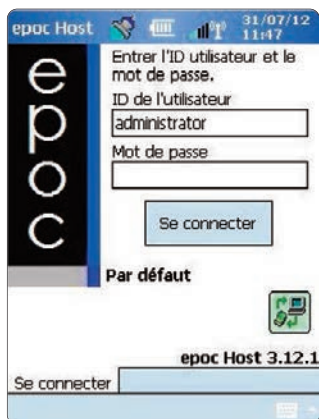 epoc Host
31/07/12
11:47
epoc
Entrer l'ID utilisateur et le
mot de passe.
ID de l'utilisateur
administrator
Mot de passe
Se connecter
Par défaut
epoc Host 3.12.1
Se connecter